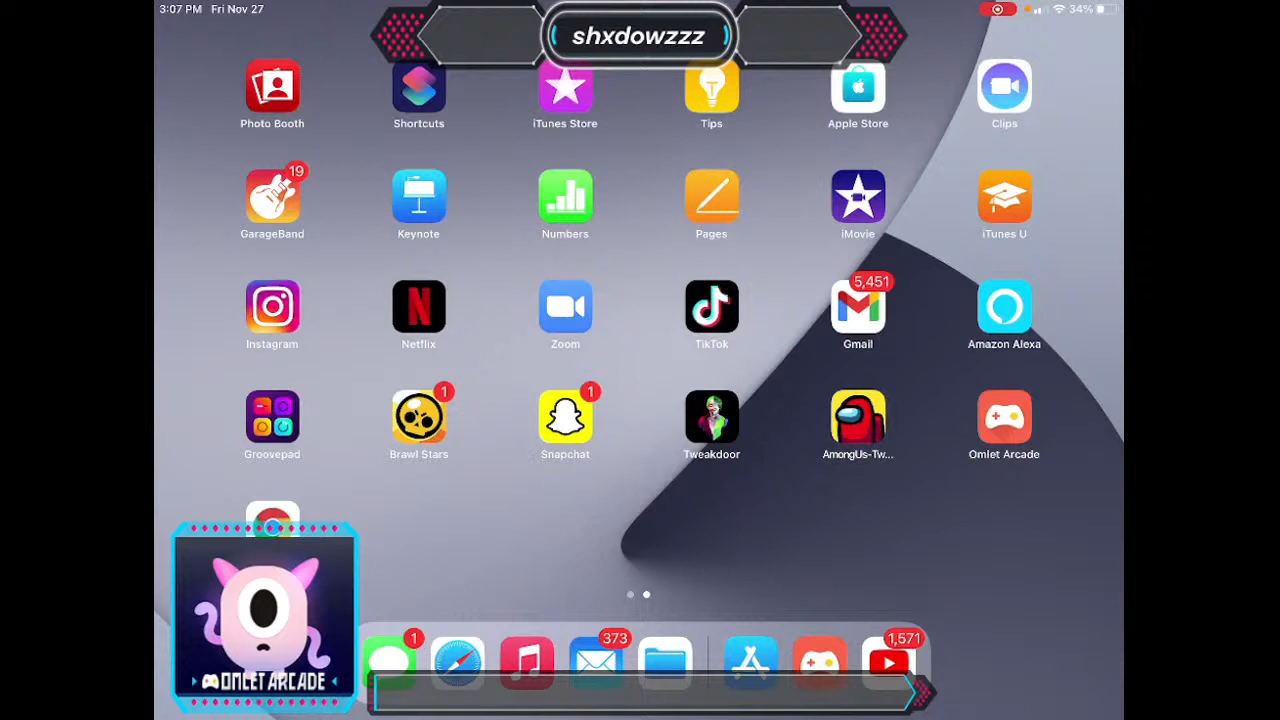 3:07 PM Fri Nov 27
34%
shxdowzzz
Photo Booth
Shortcuts
iTunes Store
Tips
Apple Store
Clips
19
GarageBand
Keynote
Numbers
Pages
iMovie
iTunes U
5,451
Instagram
Netflix
Zoom
TikTok
Gmail
Amazon Alexa
1
1
Groovepad
Brawl Stars
Snapchat
Tweakdoor
AmongUs-Tw...
Omlet Arcade
1
373
1,571
OMLET ARCADE